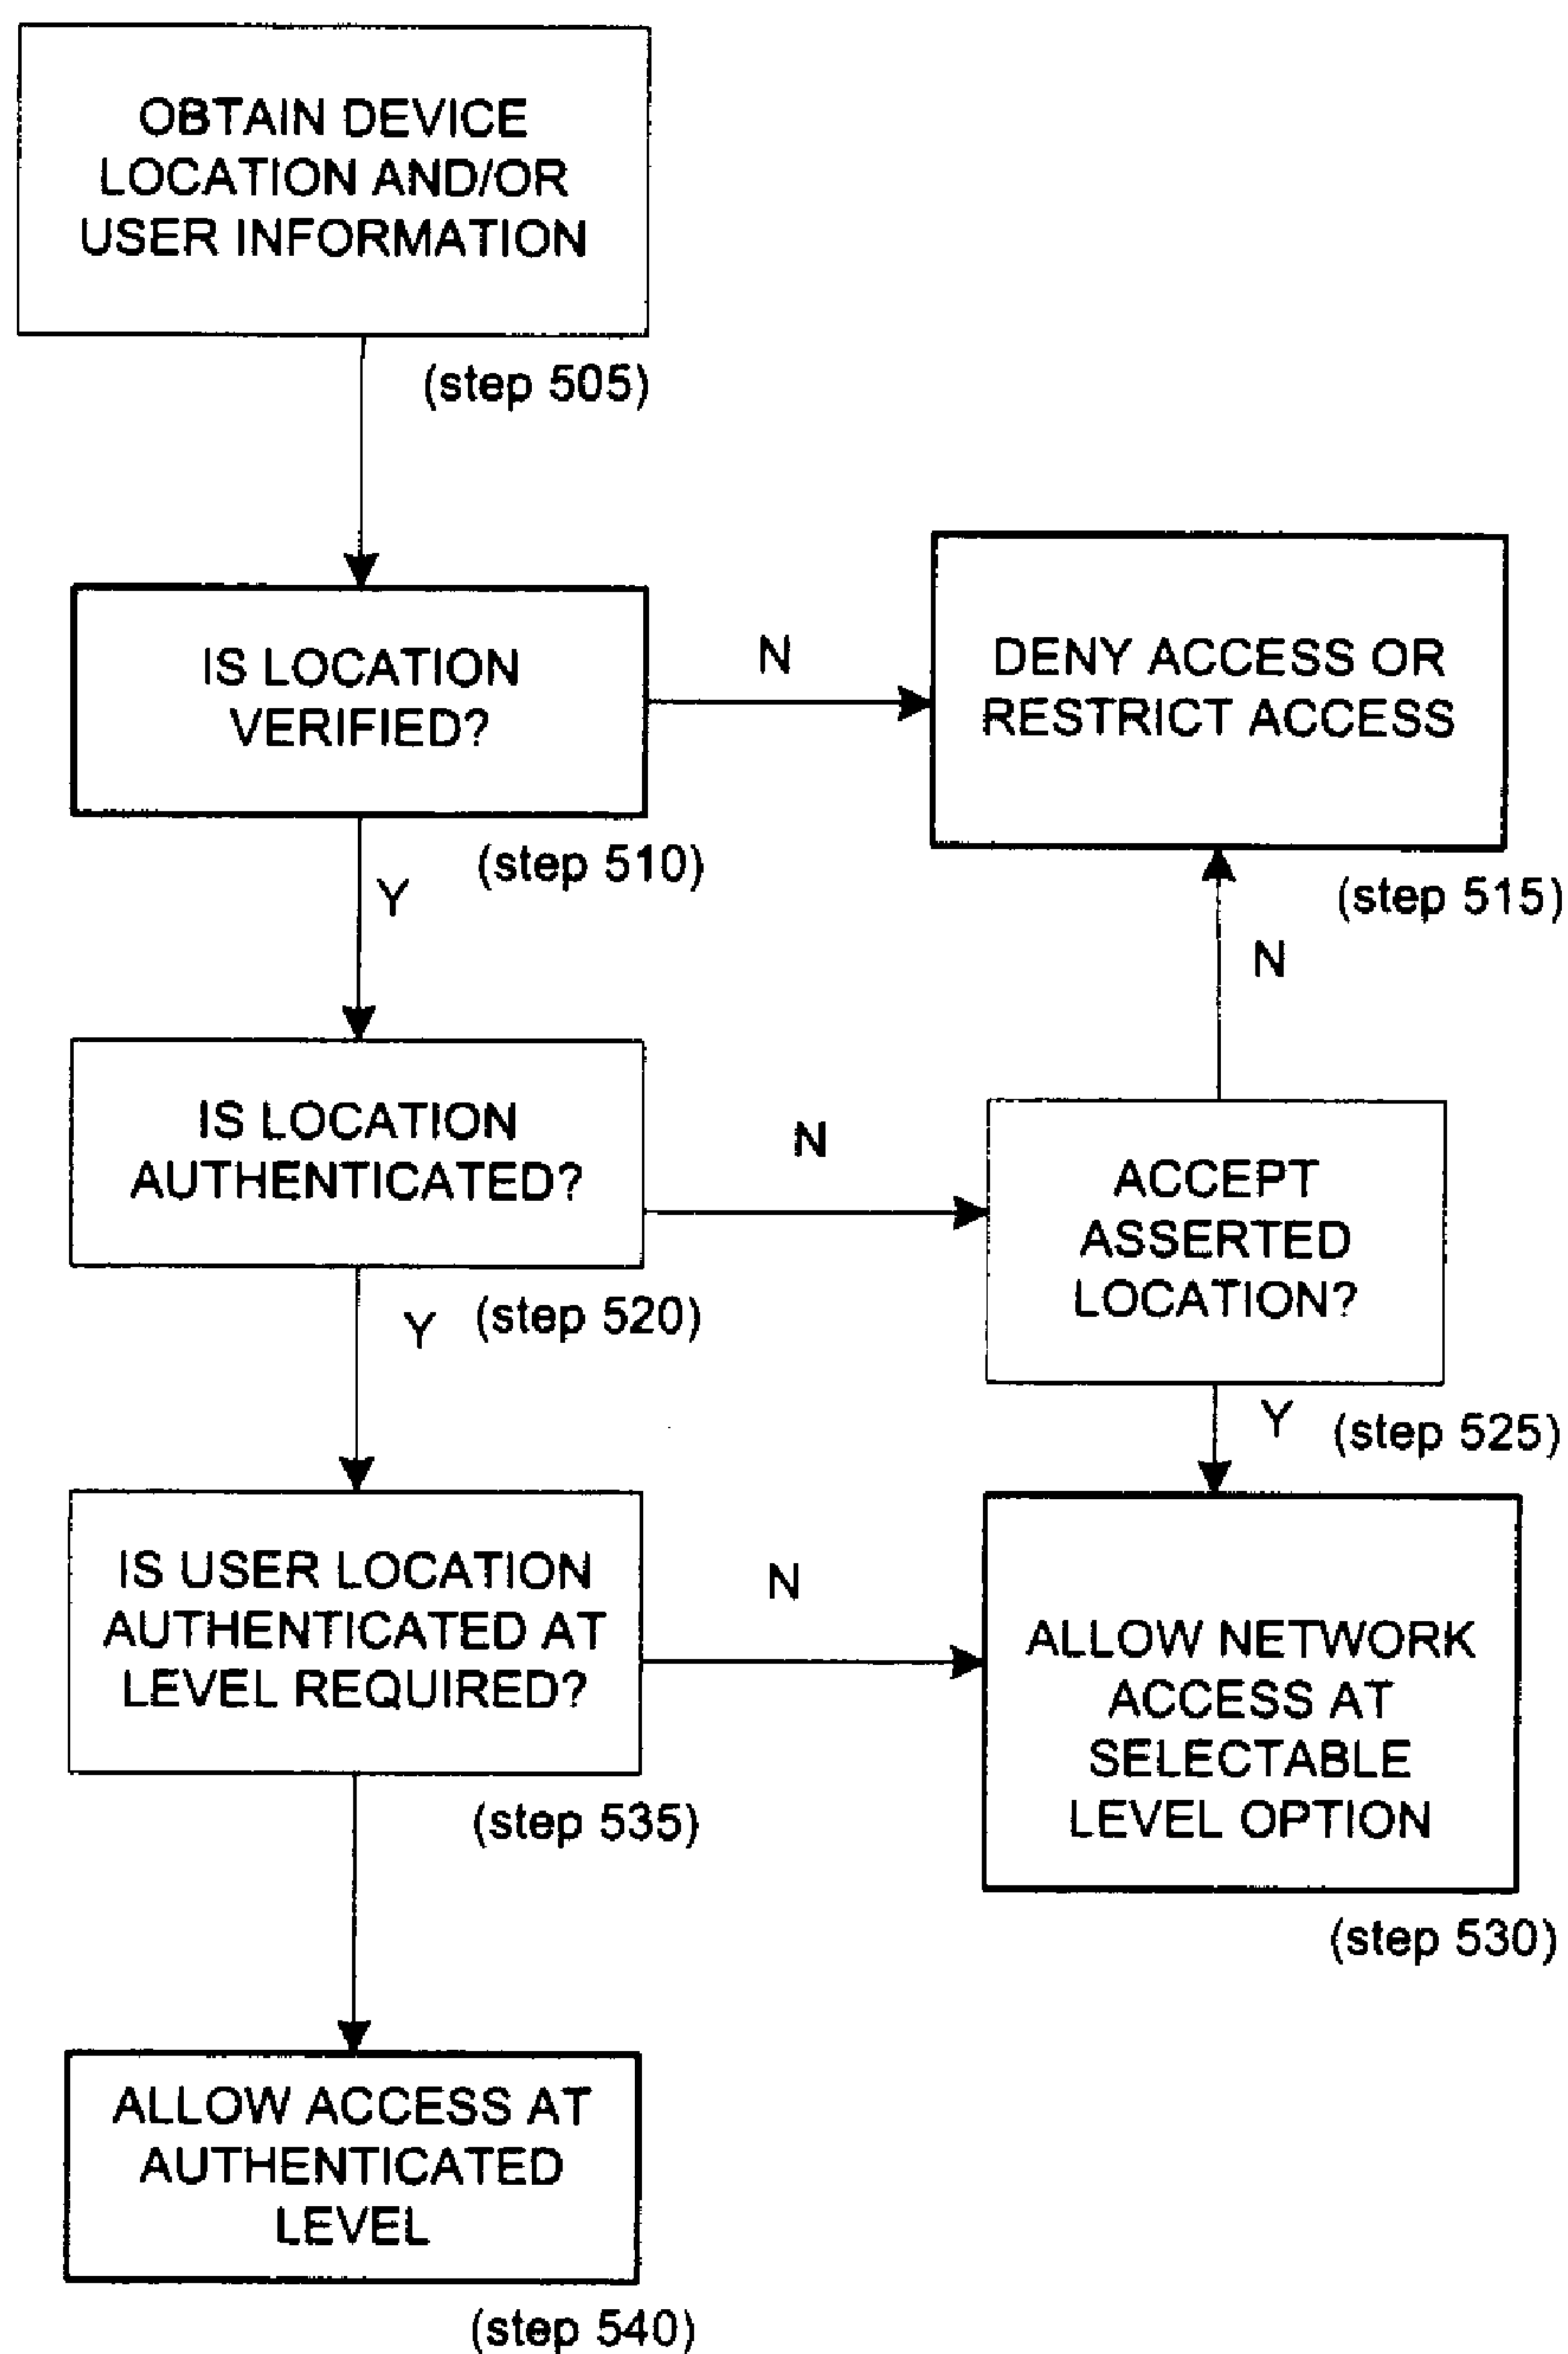 OBTAIN DEVICE
LOCATION AND/OR
USER INFORMATION
(step 505)
IS LOCATION
VERIFIED?
(step 510)
N
DENY ACCESS OR
RESTRICT ACCESS
(step 515)
Y
N
IS LOCATION
AUTHENTICATED?
(step 520)
N
ACCEPT
ASSERTED
LOCATION?
(step 525)
Y
Y
IS USER LOCATION
AUTHENTICATED AT
LEVEL REQUIRED?
(step 535)
N
ALLOW NETWORK
ACCESS AT
SELECTABLE
LEVEL OPTION
(step 530)
ALLOW ACCESS AT
AUTHENTICATED
LEVEL
(step 540)